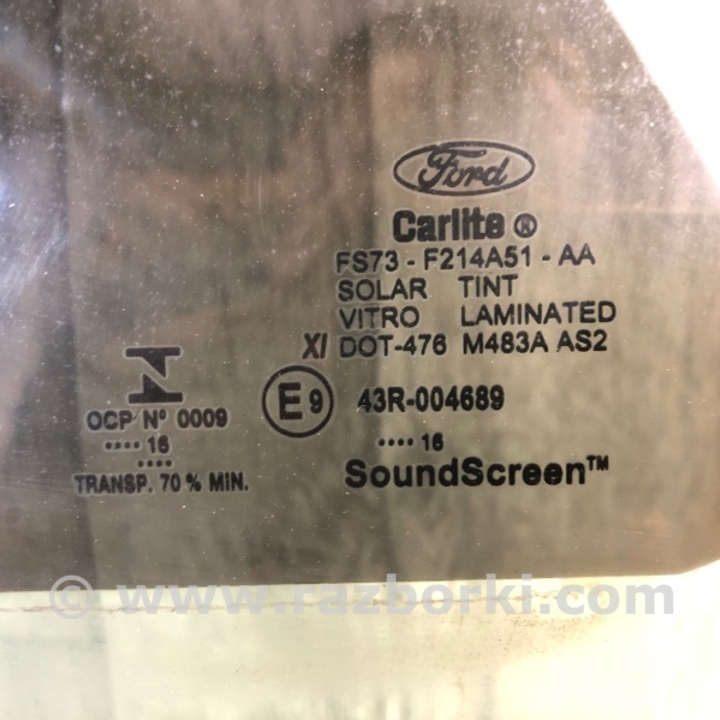 Ford
Carlite ®
FS73 - F214A51 - AA
SOLAR TINT
VITRO LAMINATED
XI DOT-476 M483A AS2
OCP Nº 0009
.... 16
....
TRANSP. 70 % MIN.
E9 43R-004689
.... 16
SoundScreen™
© www.razborki.com